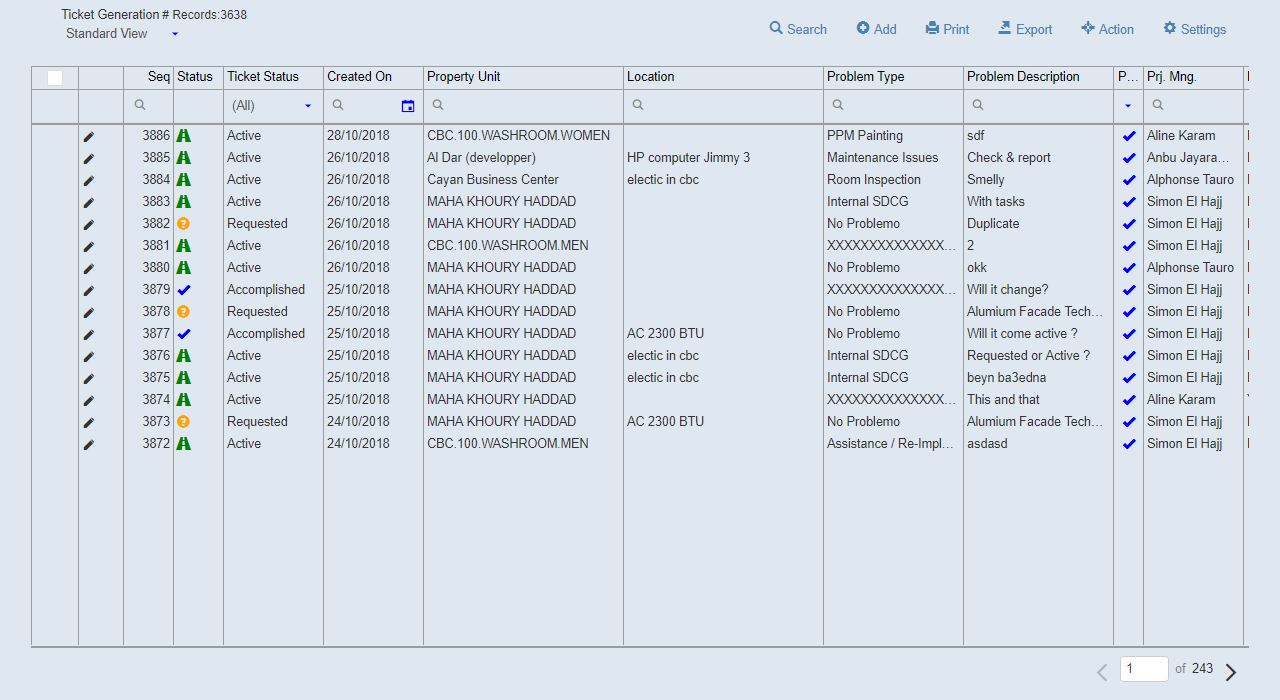 Ticket Generation # Records:3638
Standard View
Search Add Print Export Action Settings
Seq Status Ticket Status Created On Property Unit Location Problem Type Problem Description P... Prj. Mng.
(All)
3886 Active 28/10/2018 CBC.100.WASHROOM.WOMEN PPM Painting sdf Aline Karam
3885 Active 26/10/2018 Al Dar (developper) HP computer Jimmy 3 Maintenance Issues Check & report Anbu Jayara...
3884 Active 26/10/2018 Cayan Business Center electic in cbc Room Inspection Smelly Alphonse Tauro
3883 Active 26/10/2018 MAHA KHOURY HADDAD Internal SDCG With tasks Simon El Hajj
3882 Requested 26/10/2018 MAHA KHOURY HADDAD No Problemo Duplicate Simon El Hajj
3881 Active 26/10/2018 CBC.100.WASHROOM.MEN XXXXXXXXXXXXXX... 2 Simon El Hajj
3880 Active 26/10/2018 MAHA KHOURY HADDAD No Problemo okk Alphonse Tauro
3879 Accomplished 25/10/2018 MAHA KHOURY HADDAD XXXXXXXXXXXXXX... Will it change? Simon El Hajj
3878 Requested 25/10/2018 MAHA KHOURY HADDAD No Problemo Alumium Facade Tech... Simon El Hajj
3877 Accomplished 25/10/2018 MAHA KHOURY HADDAD AC 2300 BTU No Problemo Will it come active ? Simon El Hajj
3876 Active 25/10/2018 MAHA KHOURY HADDAD electic in cbc Internal SDCG Requested or Active ? Simon El Hajj
3875 Active 25/10/2018 MAHA KHOURY HADDAD electic in cbc Internal SDCG beyn ba3edna Simon El Hajj
3874 Active 25/10/2018 MAHA KHOURY HADDAD XXXXXXXXXXXXXX... This and that Aline Karam
3873 Requested 24/10/2018 MAHA KHOURY HADDAD AC 2300 BTU No Problemo Alumium Facade Tech... Simon El Hajj
3872 Active 24/10/2018 CBC.100.WASHROOM.MEN Assistance / Re-Impl... asdasd Simon El Hajj
1 of 243